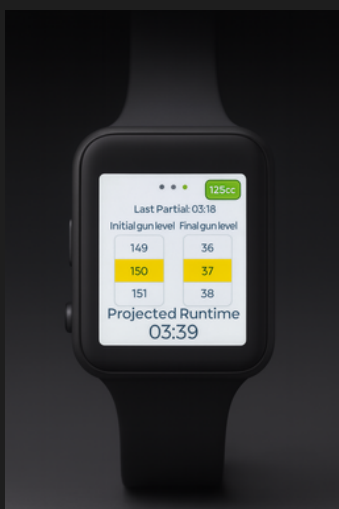 125cc
Last Partial: 03:18
Initial gun level Final gun level
149 36
150 37
151 38
Projected Runtime
03:39